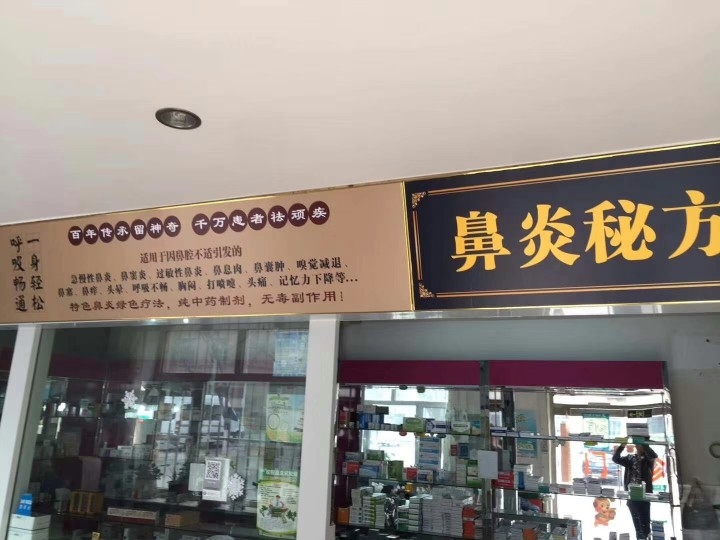 呼吸畅通
一身轻松
百年传承留神奇 千万患者祛顽疾
适用于因鼻腔不适引发的
急慢性鼻炎、鼻窦炎、过敏性鼻炎、鼻息肉、鼻囊肿、嗅觉减退、
鼻塞、鼻痒、头晕、呼吸不畅、胸闷、打喷嚏、头痛、记忆力下降等...
特色鼻炎绿色疗法，纯中药制剂，无毒副作用！
鼻炎秘方